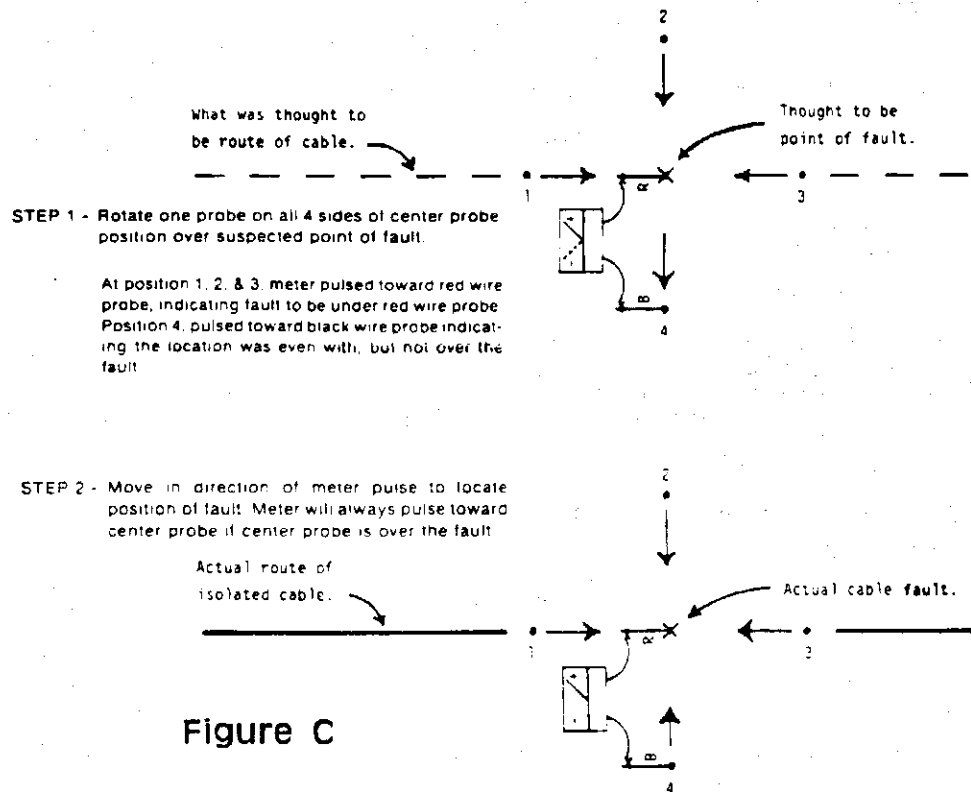 2
What was thought to
be route of cable.
Thought to be
point of fault.
1
R
3
STEP 1 - Rotate one probe on all 4 sides of center probe
position over suspected point of fault.
At position 1, 2, & 3, meter pulsed toward red wire
probe, indicating fault to be under red wire probe.
Position 4, pulsed toward black wire probe indicat-
ing the location was even with, but not over the
fault
B
4
STEP 2 - Move in direction of meter pulse to locate
position of fault. Meter will always pulse toward
center probe if center probe is over the fault
2
Actual route of
isolated cable.
Actual cable fault.
1
R
3
+
-
Figure C
B
4